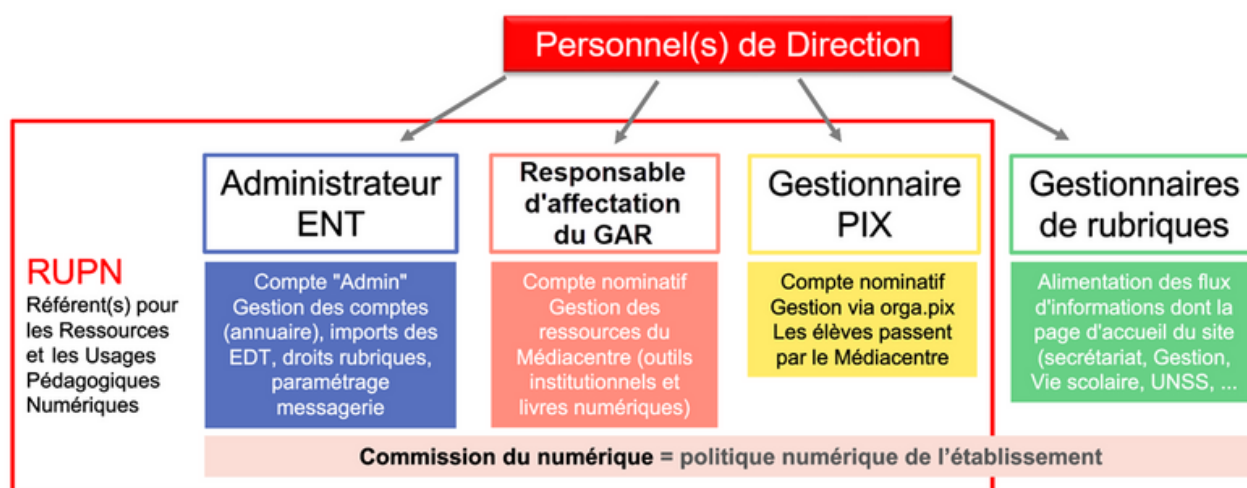 Personnel(s) de Direction
RUPN
Référent(s) pour
les Ressources
et les Usages
Pédagogiques
Numériques
Administrateur
ENT
Compte "Admin"
Gestion des comptes
(annuaire), imports des
EDT, droits rubriques,
paramétrage
messagerie
Responsable
d'affectation
du GAR
Compte nominatif
Gestion des
ressources du
Médiacentre (outils
institutionnels et
livres numériques)
Gestionnaire
PIX
Compte nominatif
Gestion via orga.pix
Les élèves passent
par le Médiacentre
Gestionnaires
de rubriques
Alimentation des flux
d'informations dont la
page d'accueil du site
(secrétariat, Gestion,
Vie scolaire, UNSS, ...
Commission du numérique = politique numérique de l'établissement